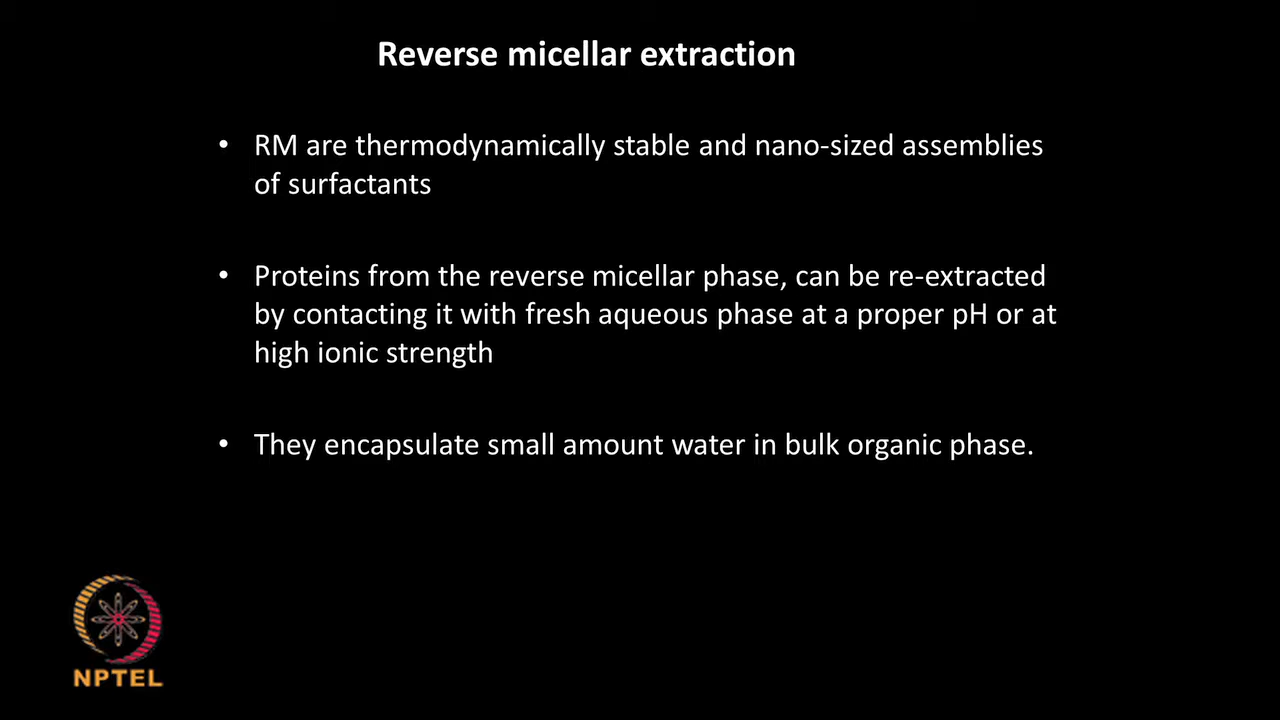 Reverse micellar extraction
• RM are thermodynamically stable and nano-sized assemblies
of surfactants
• Proteins from the reverse micellar phase, can be re-extracted
by contacting it with fresh aqueous phase at a proper pH or at
high ionic strength
• They encapsulate small amount water in bulk organic phase.
NPTEL